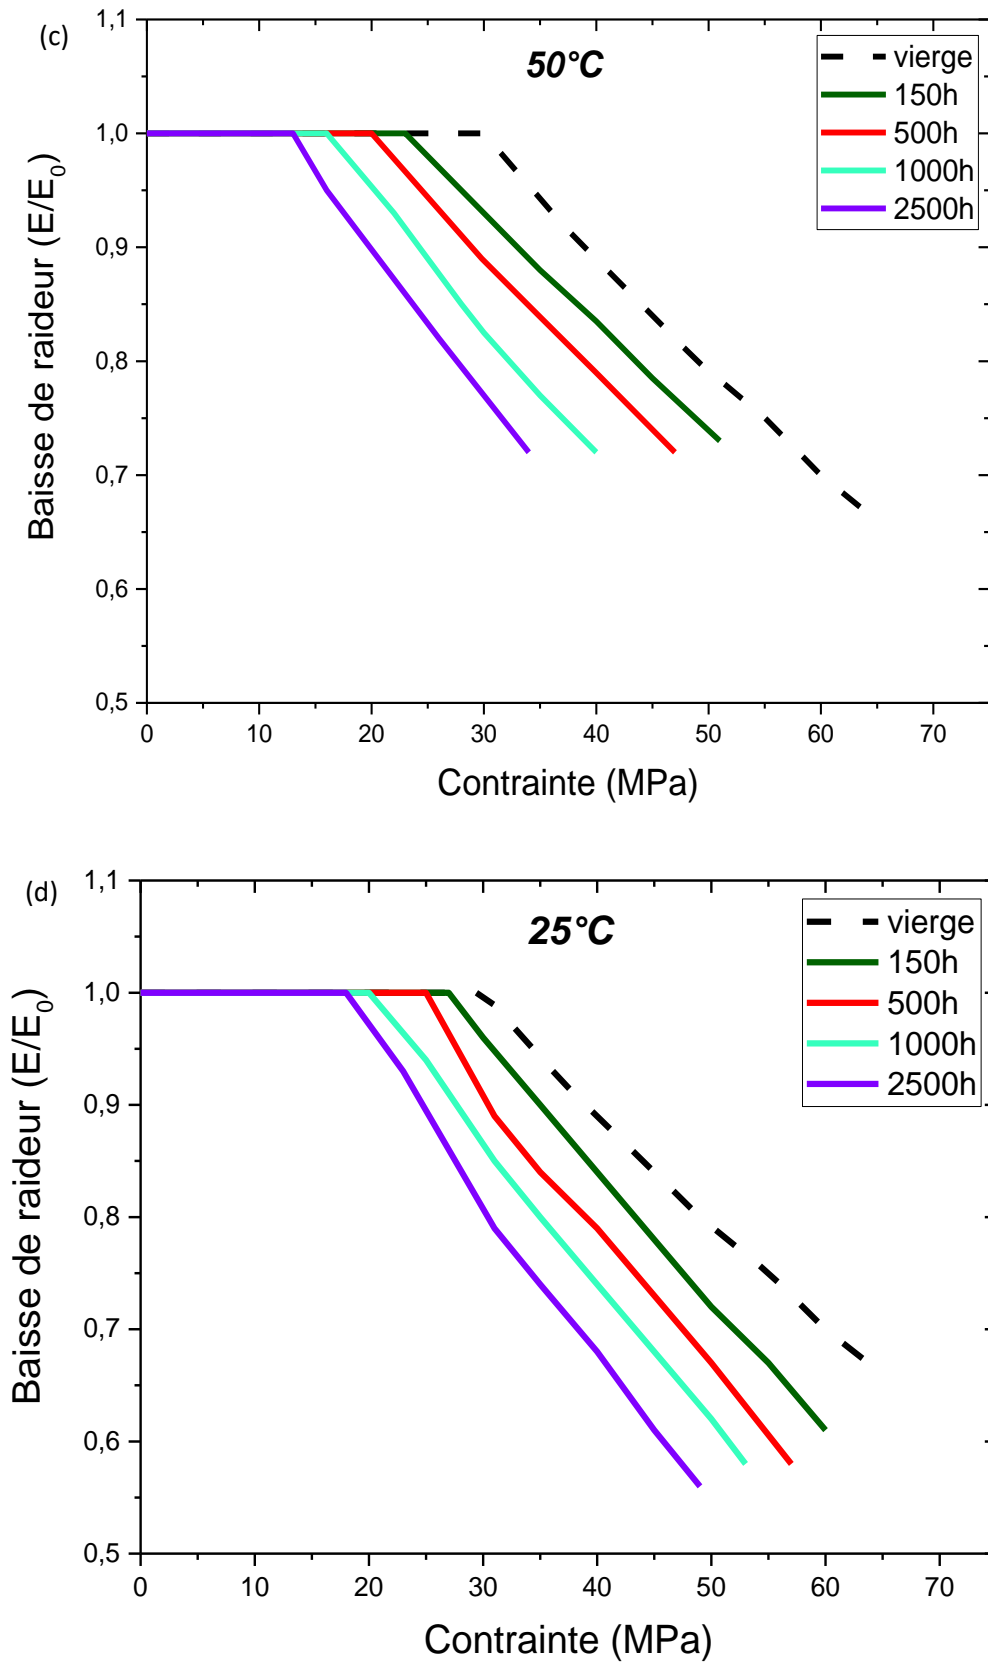 (c)
50°C
vierge
150h
500h
1000h
2500h
1,1
1,0
0,9
0,8
0,7
0,6
0,5
Baisse de raideur (E/E₀)
0 10 20 30 40 50 60 70
Contrainte (MPa)
(d)
25°C
vierge
150h
500h
1000h
2500h
1,1
1,0
0,9
0,8
0,7
0,6
0,5
Baisse de raideur (E/E₀)
0 10 20 30 40 50 60 70
Contrainte (MPa)